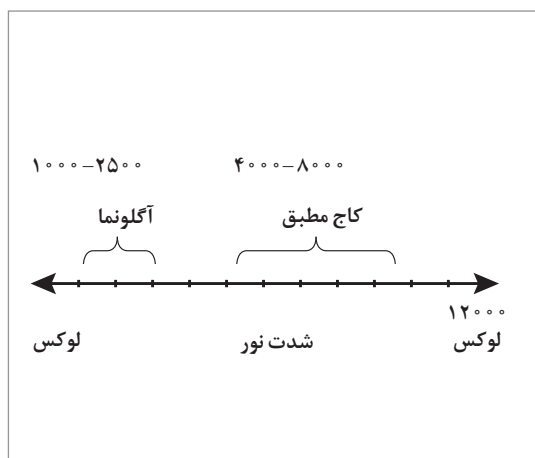 ۱۰۰۰-۲۵۰۰ ۴۰۰۰-۸۰۰۰
آگلونما کاج مطبق
۱۲۰۰۰
لوکس شدت نور لوکس